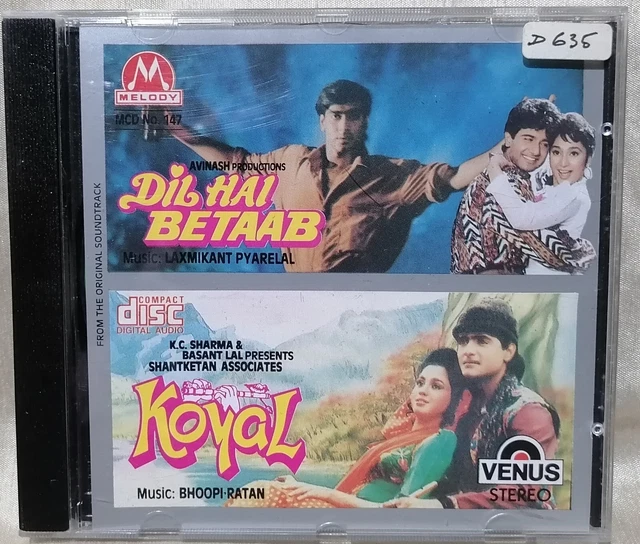 D 635
MELODY
MCD No. 147
AVINASH PRODUCTIONS
DIL HAI
BETAAB
Music: LAXMIKANT PYARELAL
FROM THE ORIGINAL SOUNDTRACK
COMPACT
disc
DIGITAL AUDIO
K.C. SHARMA &
BASANT LAL PRESENTS
SHANTKETAN ASSOCIATES
KOYAL
Music: BHOOPI·RATAN
VENUS
STEREO